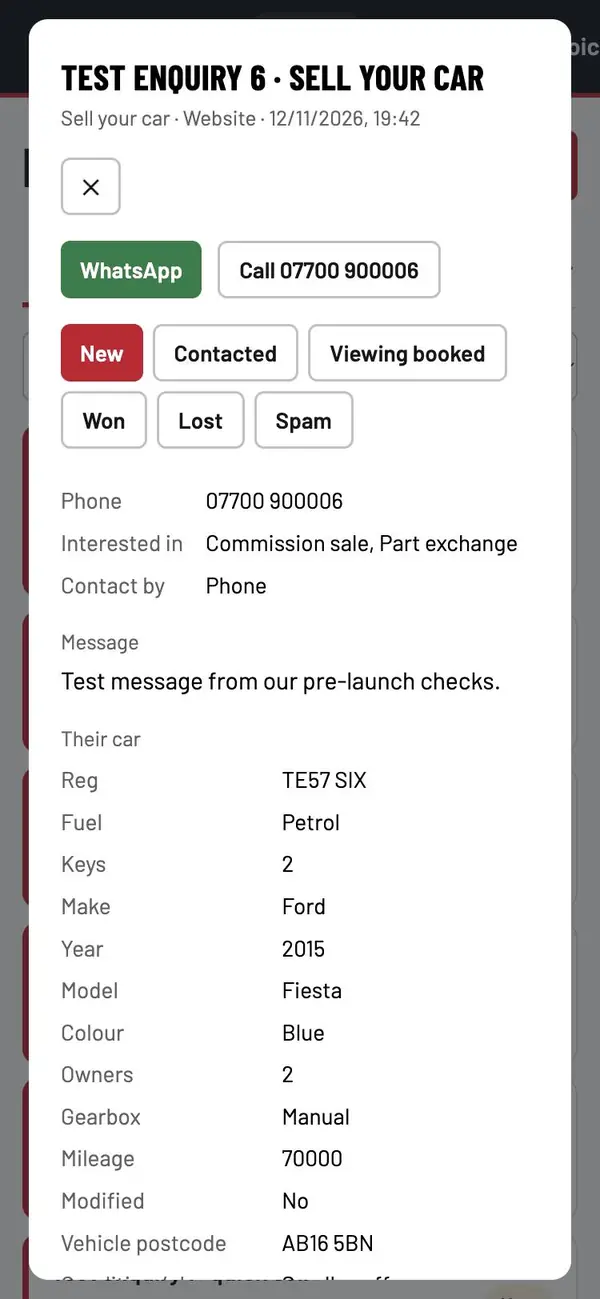 TEST ENQUIRY 6 · SELL YOUR CAR
Sell your car · Website · 12/11/2026, 19:42
WhatsApp
Call 07700 900006
New
Contacted
Viewing booked
Won
Lost
Spam
Phone 07700 900006
Interested in Commission sale, Part exchange
Contact by Phone
Message
Test message from our pre-launch checks.
Their car
Reg TE57 SIX
Fuel Petrol
Keys 2
Make Ford
Year 2015
Model Fiesta
Colour Blue
Owners 2
Gearbox Manual
Mileage 70000
Modified No
Vehicle postcode AB16 5BN